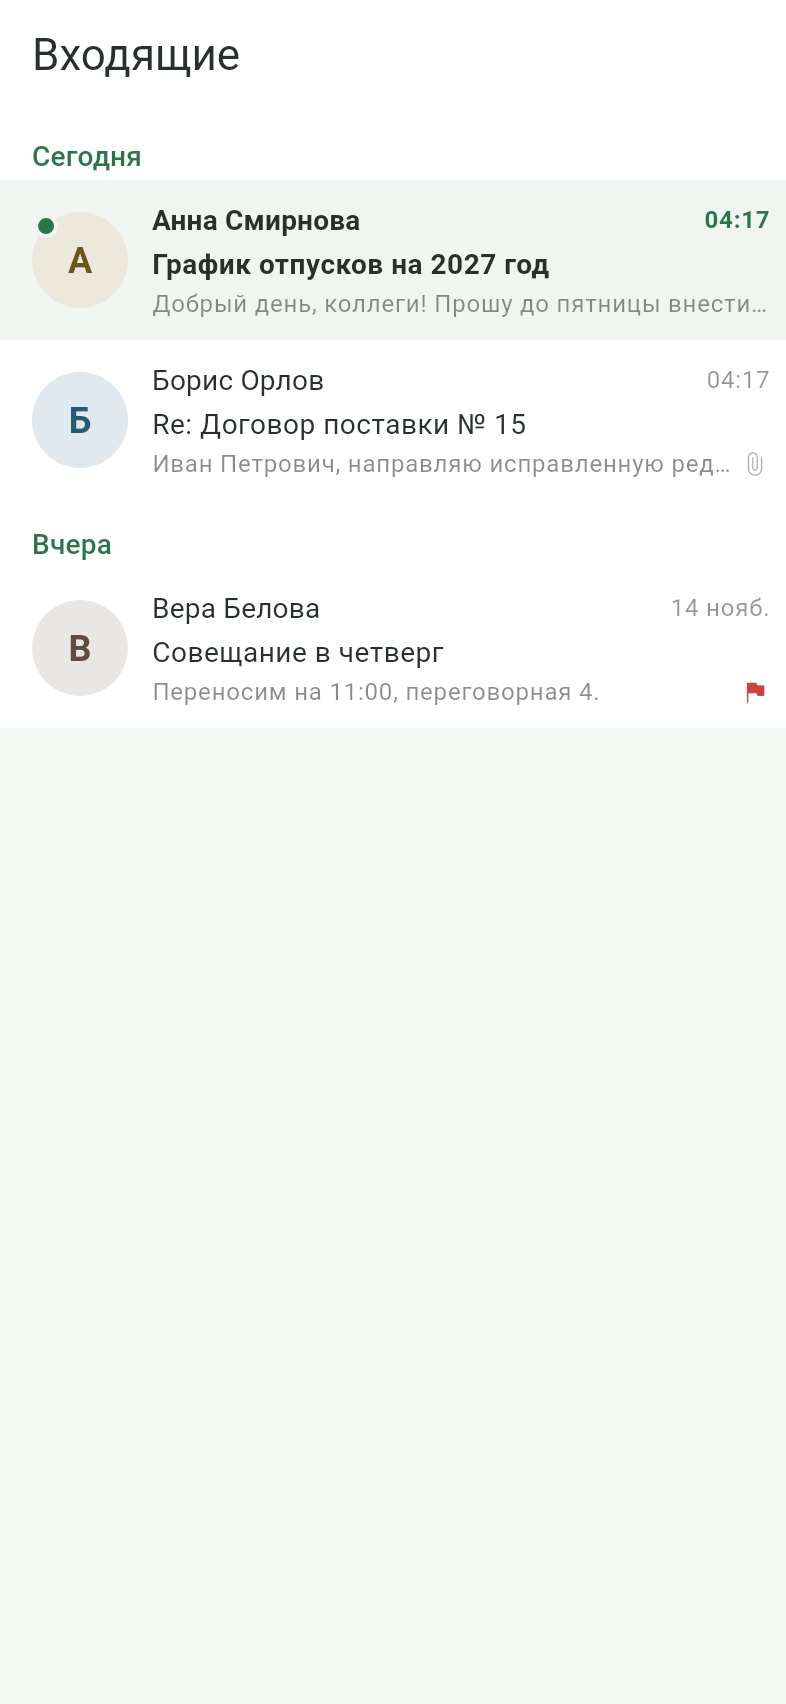 Входящие
Сегодня
А
Анна Смирнова 04:17
График отпусков на 2027 год
Добрый день, коллеги! Прошу до пятницы внести…
Б
Борис Орлов 04:17
Re: Договор поставки № 15
Иван Петрович, направляю исправленную ред…
Вчера
В
Вера Белова 14 нояб.
Совещание в четверг
Переносим на 11:00, переговорная 4.